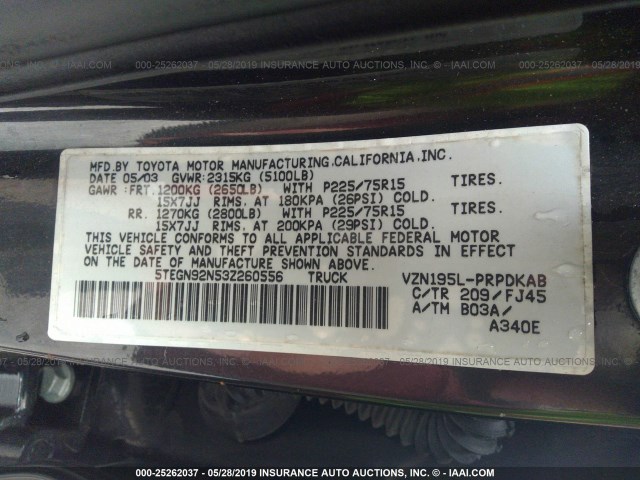 000-25262037 - 05/28/2019 INSURANCE AUTO AUCTIONS - WWW.IAAI.COM
MFD.BY TOYOTA MOTOR MANUFACTURING.CALIFORNIA.INC.
DATE 05/03 GVWR:2315KG (5100LB)
GAWR:FRT.1200KG (2650LB) WITH P225/75R15 TIRES.
15X7JJ RIMS. AT 180KPA (26PSI) COLD.
RR. 1270KG (2800LB) WITH P225/75R15 TIRES.
15X7JJ RIMS. AT 200KPA (29PSI) COLD.
THIS VEHICLE CONFORMS TO ALL APPLICABLE FEDERAL MOTOR
VEHICLE SAFETY AND THEFT PREVENTION STANDARDS IN EFFECT
ON THE DATE OF MANUFACTURE SHOWN ABOVE.
5TEGN92N53Z260556 TRUCK VZN195L-PRPDKAB
C/TR 209/FJ45
A/TM B03A/
A340E
000-25262037 - 05/28/2019 INSURANCE AUTO AUCTIONS - WWW.IAAI.COM